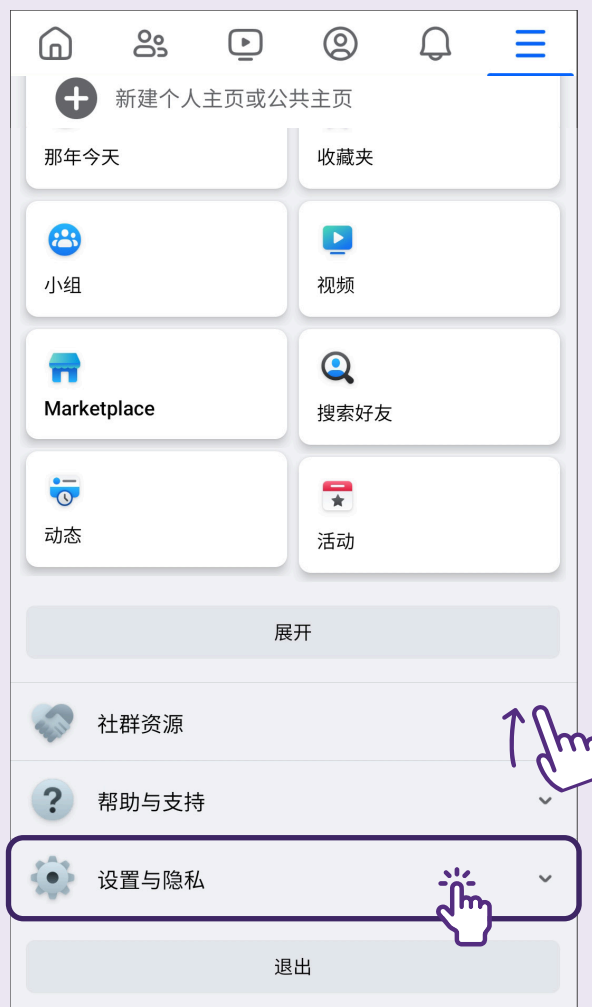 新建个人主页或公共主页
那年今天
收藏夹
小组
视频
Marketplace
搜索好友
动态
活动
展开
社群资源
帮助与支持
设置与隐私
退出